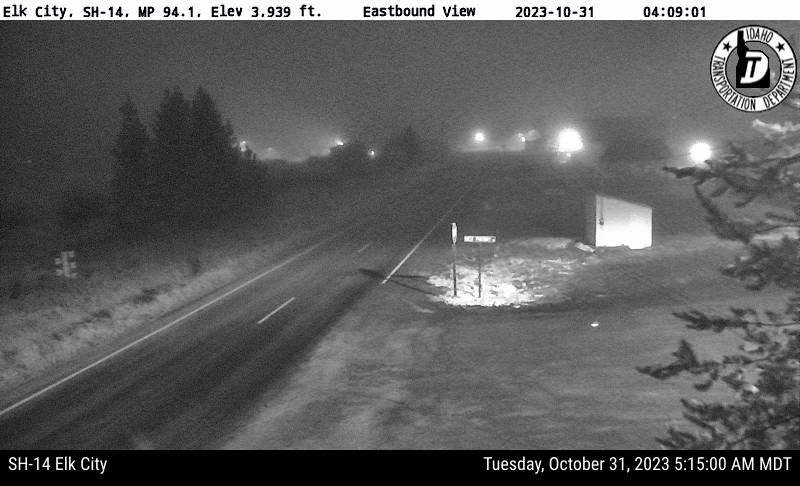 Elk City, SH-14, MP 94.1, Elev 3,939 ft. Eastbound View 2023-10-31 04:09:01
IDAHO
TRANSPORTATION DEPARTMENT
SH-14 Elk City Tuesday, October 31, 2023 5:15:00 AM MDT